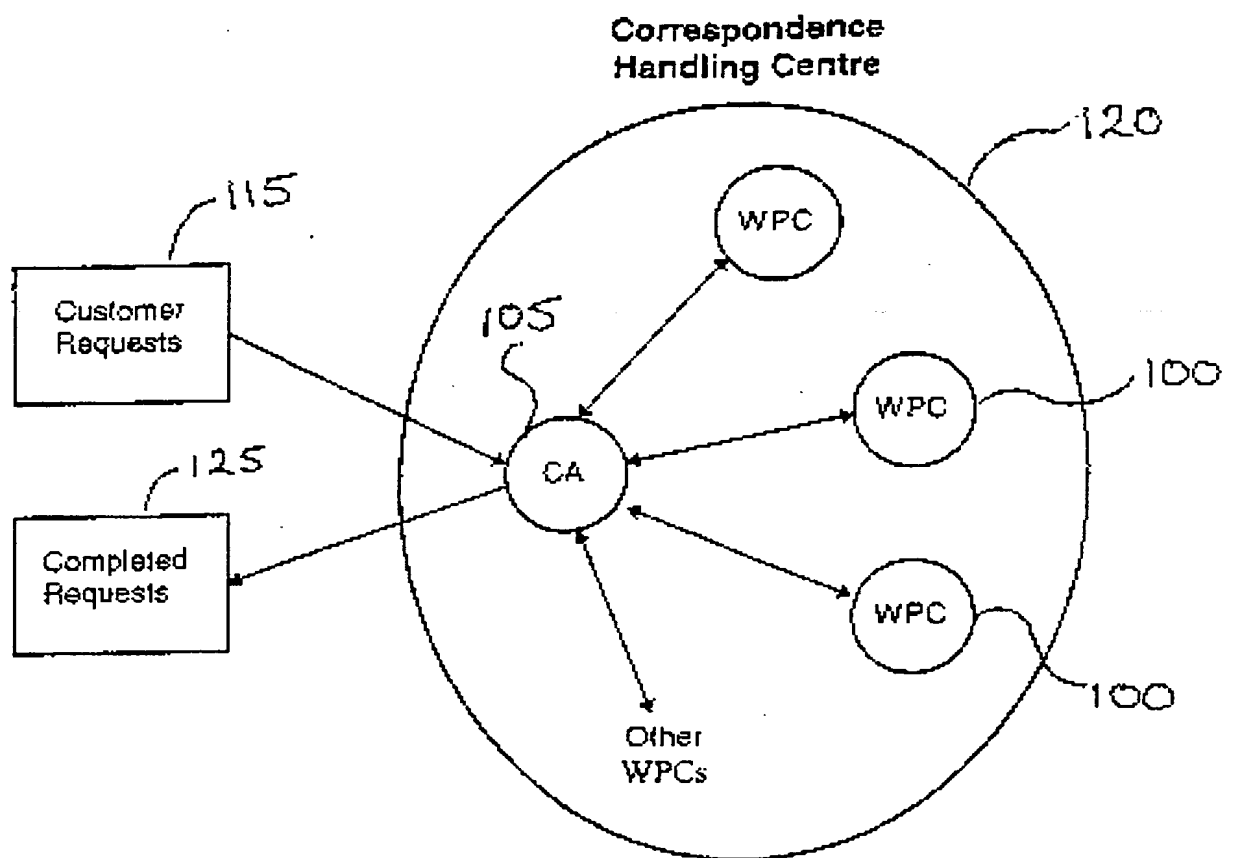 Correspondence
Handling Centre
120
115
WPC
Customer
Requests
105
WPC
100
125
CA
Completed
Requests
WPC
100
Other
WPCs